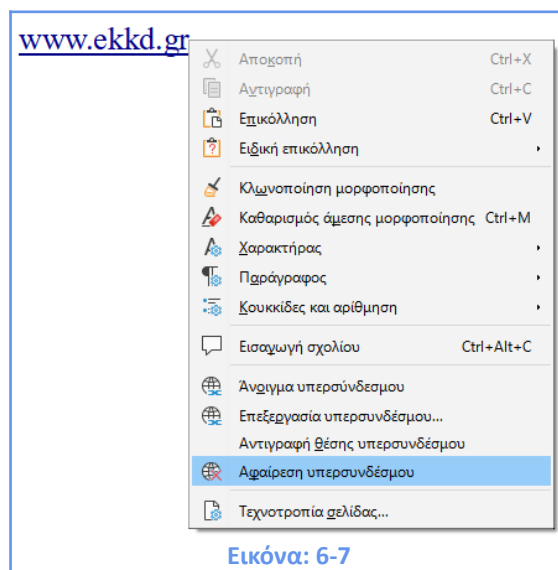 www.ekkd.gr
Αποκοπή Ctrl+X
Αντιγραφή Ctrl+C
Επικόλληση Ctrl+V
Ειδική επικόλληση
Κλωνοποίηση μορφοποίησης
Καθαρισμός άμεσης μορφοποίησης Ctrl+M
Χαρακτήρας
Παράγραφος
Κουκκίδες και αρίθμηση
Εισαγωγή σχολίου Ctrl+Alt+C
Άνοιγμα υπερσύνδεσμου
Επεξεργασία υπερσυνδέσμου...
Αντιγραφή θέσης υπερσυνδέσμου
Αφαίρεση υπερσυνδέσμου
Τεχνοτροπία σελίδας...
Εικόνα: 6-7